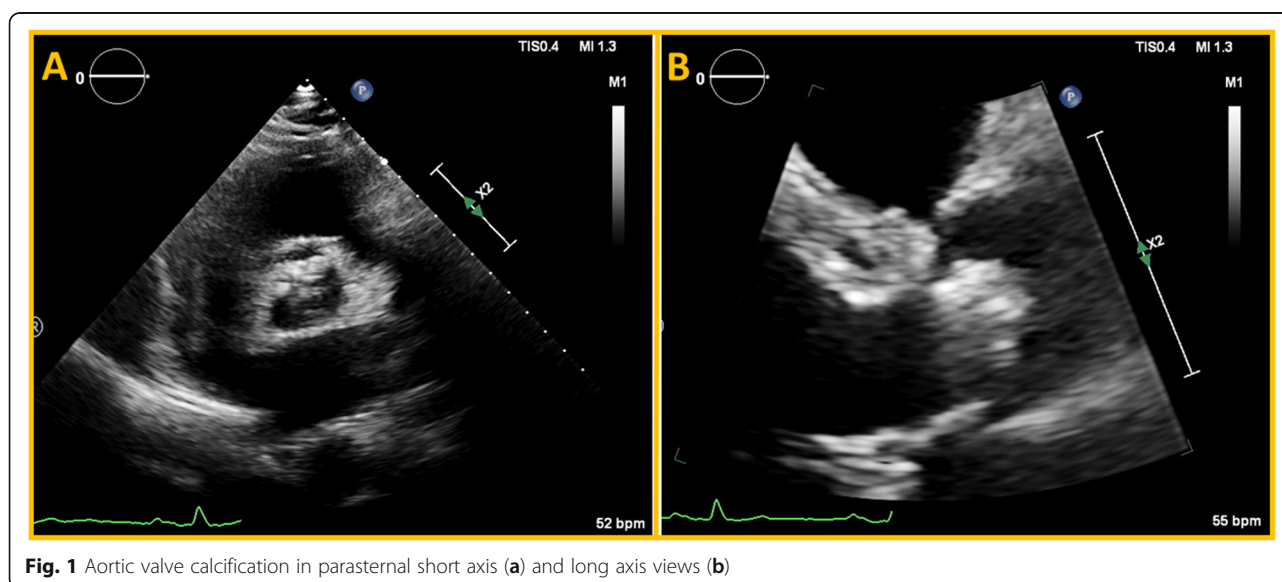 A
0
P
TIS0.4 MI 1.3
M1
X2
R
52 bpm
B
0
P
TIS0.4 MI 1.3
M1
X2
55 bpm
Fig. 1 Aortic valve calcification in parasternal short axis (a) and long axis views (b)